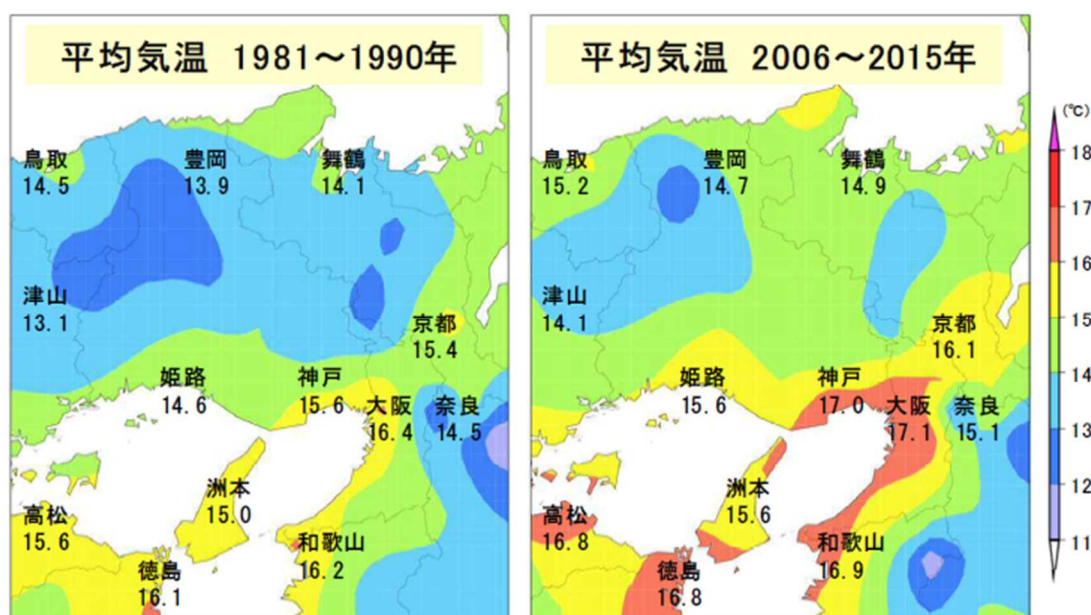 平均気温 1981～1990年
鳥取
14.5
豊岡
13.9
舞鶴
14.1
津山
13.1
京都
15.4
姫路
14.6
神戸
15.6
大阪
16.4
奈良
14.5
洲本
15.0
高松
15.6
和歌山
16.2
徳島
16.1
平均気温 2006～2015年
鳥取
15.2
豊岡
14.7
舞鶴
14.9
津山
14.1
京都
16.1
姫路
15.6
神戸
17.0
大阪
17.1
奈良
15.1
洲本
15.6
高松
16.8
和歌山
16.9
徳島
16.8
(℃)
18
17
16
15
14
13
12
11